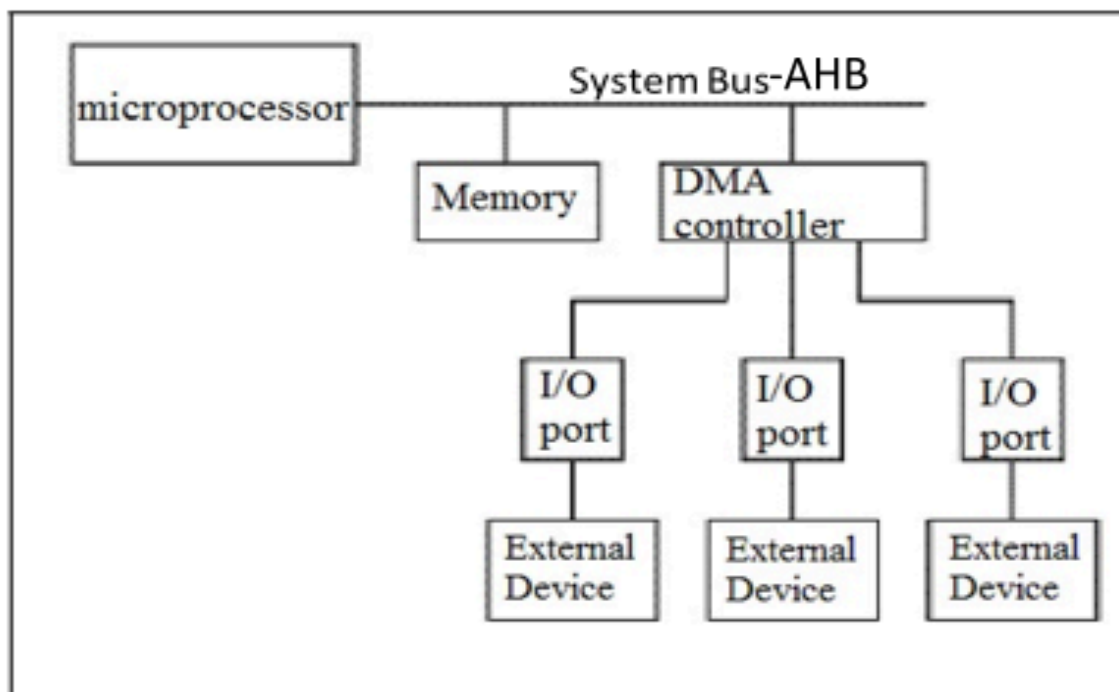 System Bus-AHB
microprocessor
Memory
DMA
controller
I/O
port
I/O
port
I/O
port
External
Device
External
Device
External
Device